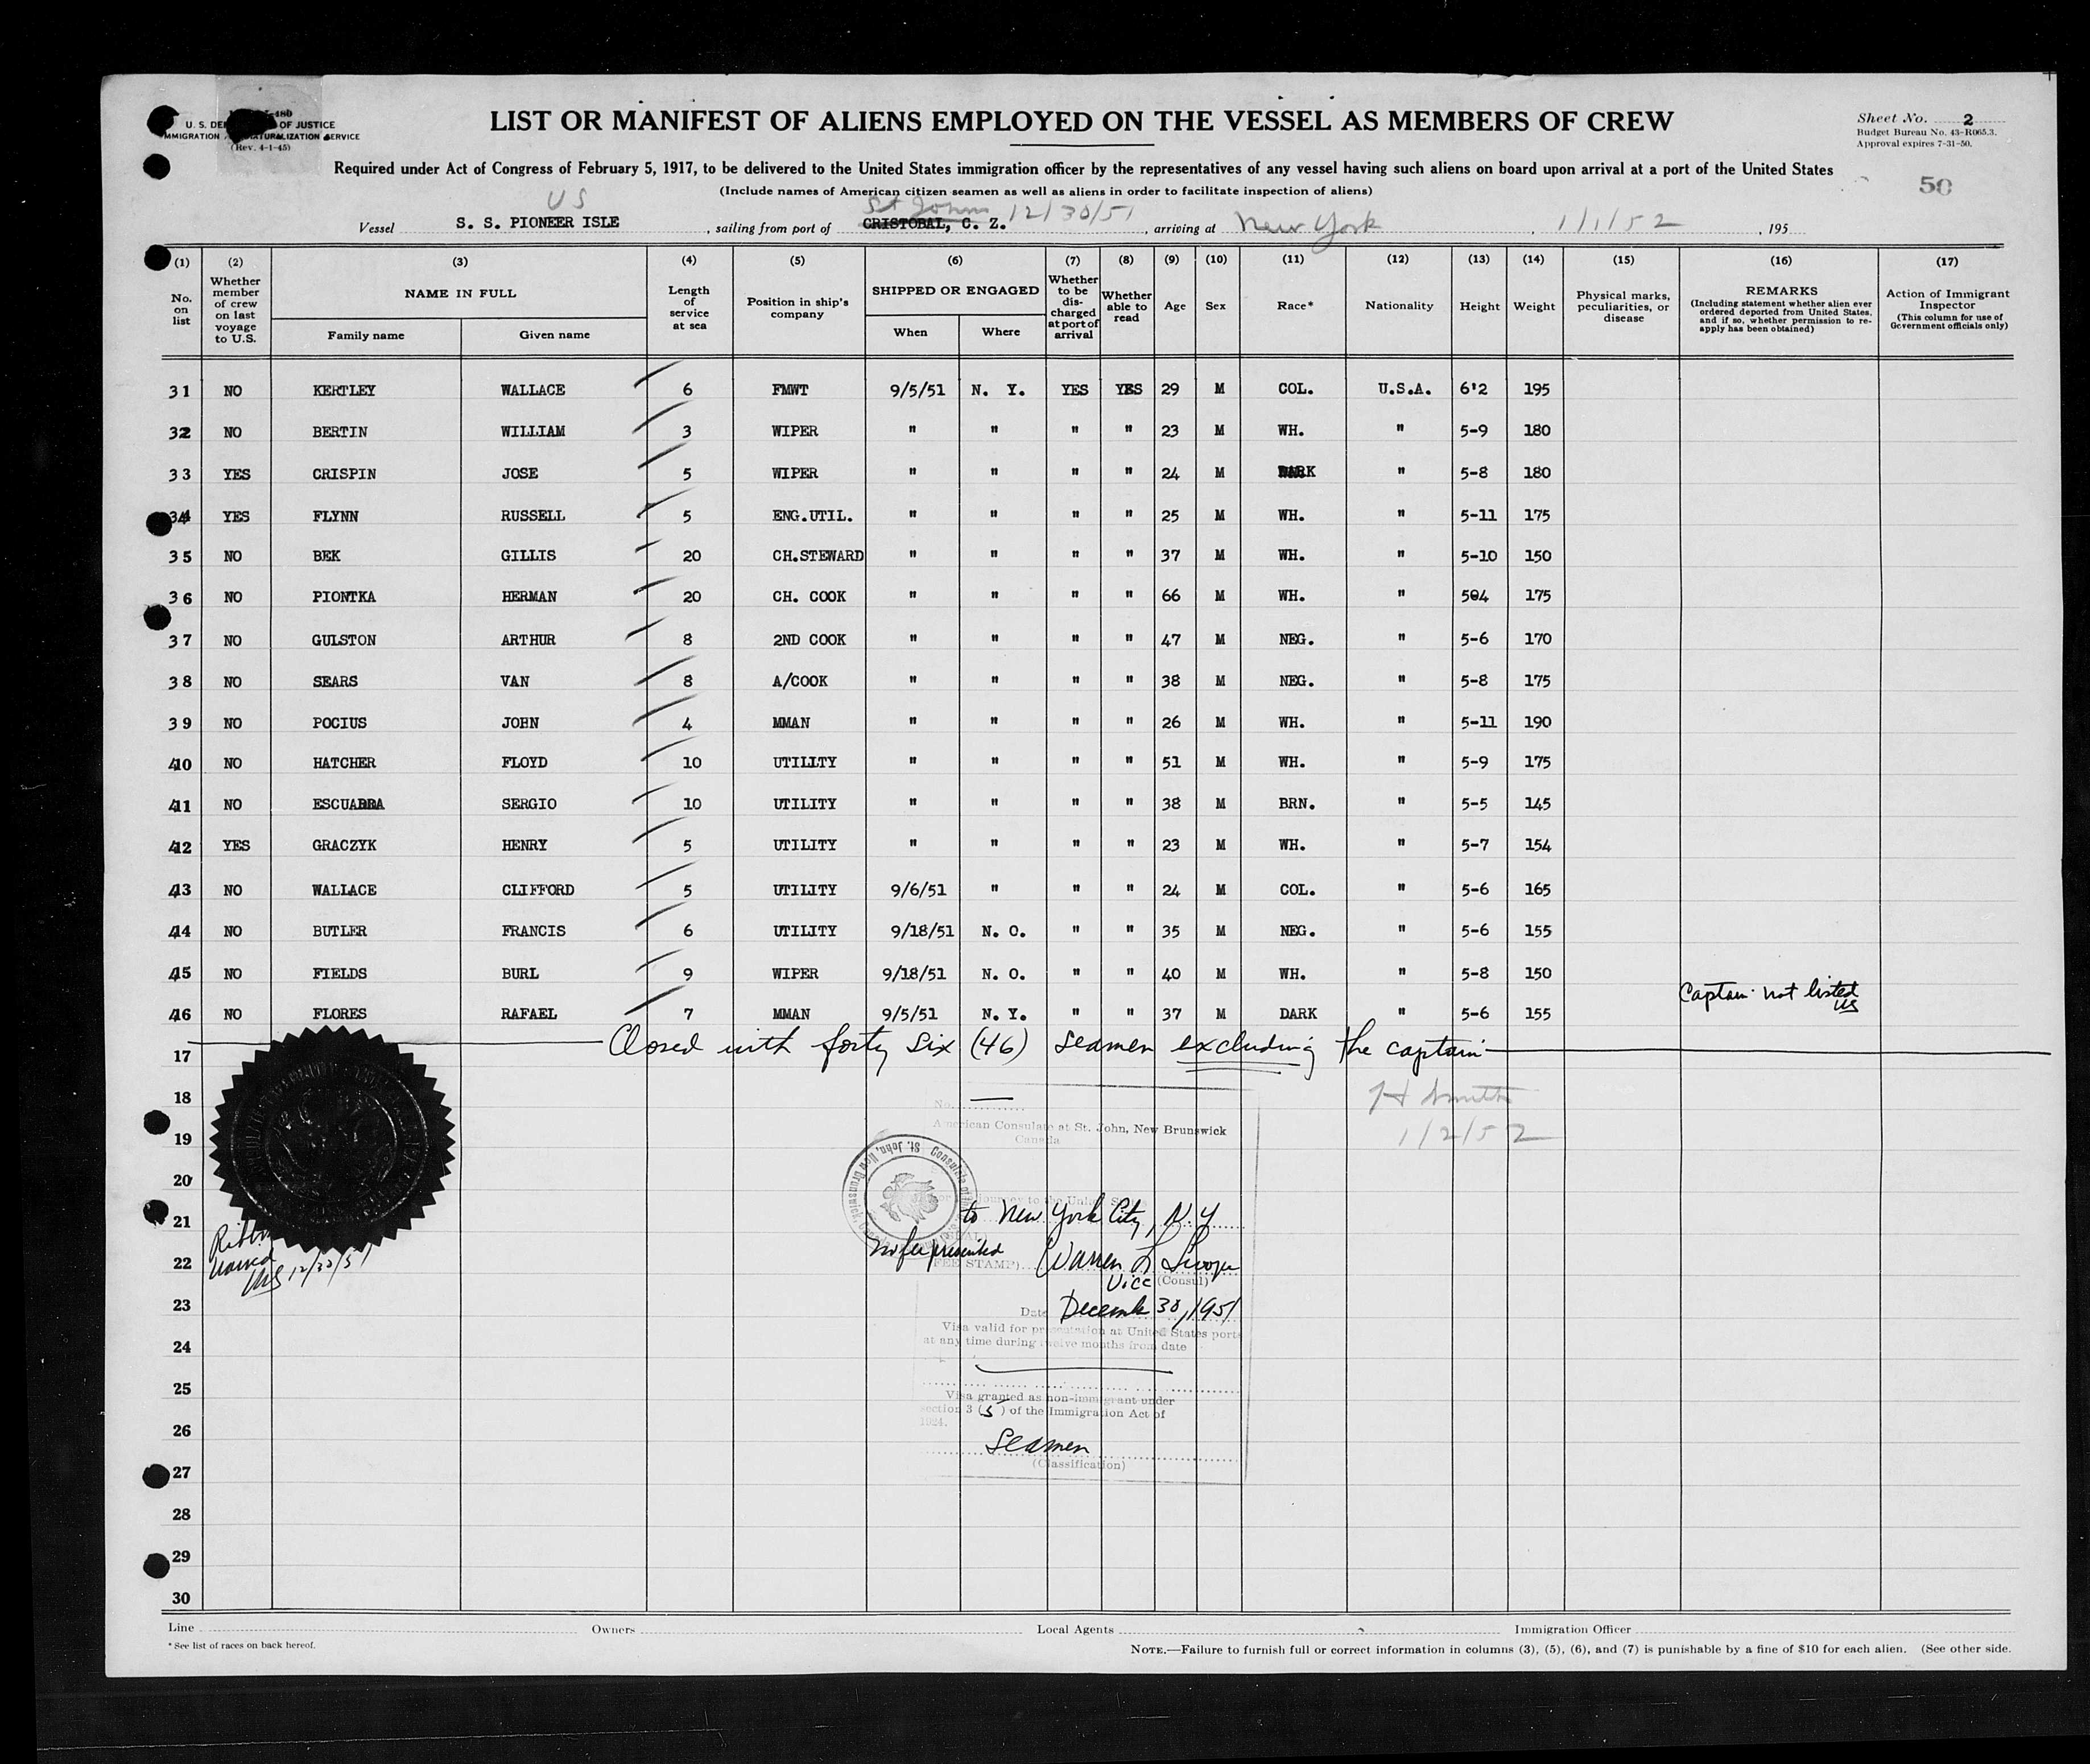 I-480
U. S. DEPARTMENT OF JUSTICE
IMMIGRATION NATURALIZATION SERVICE
(Rev. 4-1-45)
LIST OR MANIFEST OF ALIENS EMPLOYED ON THE VESSEL AS MEMBERS OF CREW
Sheet No. 2
Budget Bureau No. 43-R065.3.
Approval expires 7-31-50.
Required under Act of Congress of February 5, 1917, to be delivered to the United States immigration officer by the representatives of any vessel having such aliens on board upon arrival at a port of the United States
(Include names of American citizen seamen as well as aliens in order to facilitate inspection of aliens)
50
US
St John 12/30/51
Vessel S. S. PIONEER ISLE, sailing from port of CRISTOBAL, C. Z., arriving at New York, 1/1/52, 195
(1) (2) (3) (4) (5) (6) (7) (8) (9) (10) (11) (12) (13) (14) (15) (16) (17)
No. on list
Whether member of crew on last voyage to U.S.
NAME IN FULL
Family name Given name
Length of service at sea
Position in ship's company
SHIPPED OR ENGAGED
When Where
Whether to be discharged at port of arrival
Whether able to read
Age
Sex
Race*
Nationality
Height
Weight
Physical marks, peculiarities, or disease
REMARKS
(Including statement whether alien ever ordered deported from United States, and if so, whether permission to reapply has been obtained)
Action of Immigrant Inspector
(This column for use of Government officials only)
31 NO KERTLEY WALLACE 6 FMWT 9/5/51 N. Y. YES YES 29 M COL. U.S.A. 6'2 195
32 NO BERTIN WILLIAM 3 WIPER " " " " 23 M WH. " 5-9 180
33 YES CRISPIN JOSE 5 WIPER " " " " 24 M DARK " 5-8 180
34 YES FLYNN RUSSELL 5 ENG.UTIL. " " " " 25 M WH. " 5-11 175
35 NO BEK GILLIS 20 CH.STEWARD " " " " 37 M WH. " 5-10 150
36 NO PIONTKA HERMAN 20 CH. COOK " " " " 66 M WH. " 504 175
37 NO GULSTON ARTHUR 8 2ND COOK " " " " 47 M NEG. " 5-6 170
38 NO SEARS VAN 8 A/COOK " " " " 38 M NEG. " 5-8 175
39 NO POCIUS JOHN 4 MMAN " " " " 26 M WH. " 5-11 190
40 NO HATCHER FLOYD 10 UTILITY " " " " 51 M WH. " 5-9 175
41 NO ESCUADRA SERGIO 10 UTILITY " " " " 38 M BRN. " 5-5 145
42 YES GRACZYK HENRY 5 UTILITY " " " " 23 M WH. " 5-7 154
43 NO WALLACE CLIFFORD 5 UTILITY 9/6/51 " " " 24 M COL. " 5-6 165
44 NO BUTLER FRANCIS 6 UTILITY 9/18/51 N. O. " " 35 M NEG. " 5-6 155
45 NO FIELDS BURL 9 WIPER 9/18/51 N. O. " " 40 M WH. " 5-8 150
46 NO FLORES RAFAEL 7 MMAN 9/5/51 N. Y. " " 37 M DARK " 5-6 155
Captain not listed
US
Closed with forty six (46) seamen excluding the captain
17
18
19
20
21
22
23
24
25
26
27
28
29
30
H Smith
1/2/52
No.
American Consulate at St. John, New Brunswick
Canada
journey to the United States
to New York City, N.Y
No fee presented
(FEE STAMP)
Warren L Swope
Vice (Consul)
Date December 30, 1951
Visa valid for presentation at United States ports
at any time during twelve months from date
Visa granted as non-immigrant under
section 3 (5) of the Immigration Act of
1924.
Seamen
(Classification)
Line Owners Local Agents Immigration Officer
* See list of races on back hereof.
NOTE.—Failure to furnish full or correct information in columns (3), (5), (6), and (7) is punishable by a fine of $10 for each alien. (See other side.